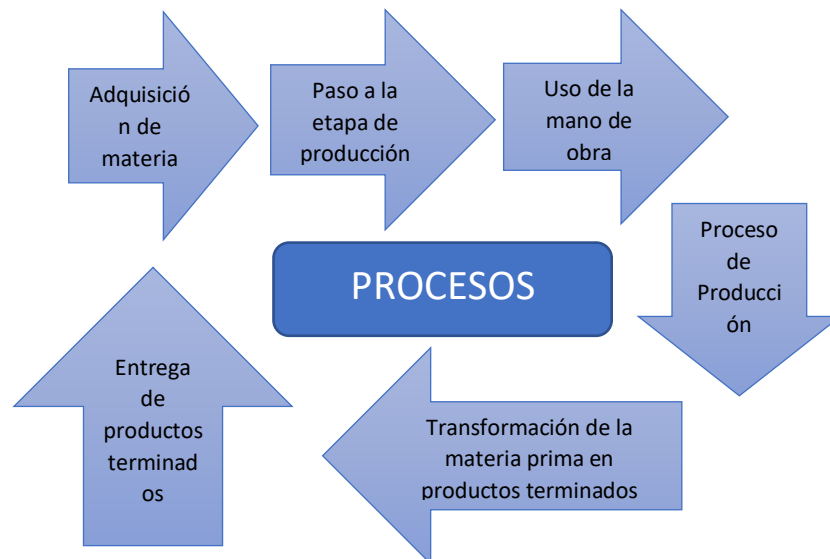 Adquisició
n de
materia
Paso a la
etapa de
producción
Uso de la
mano de
obra
Proceso
de
Producci
ón
PROCESOS
Transformación de la
materia prima en
productos terminados
Entrega
de
productos
terminad
os